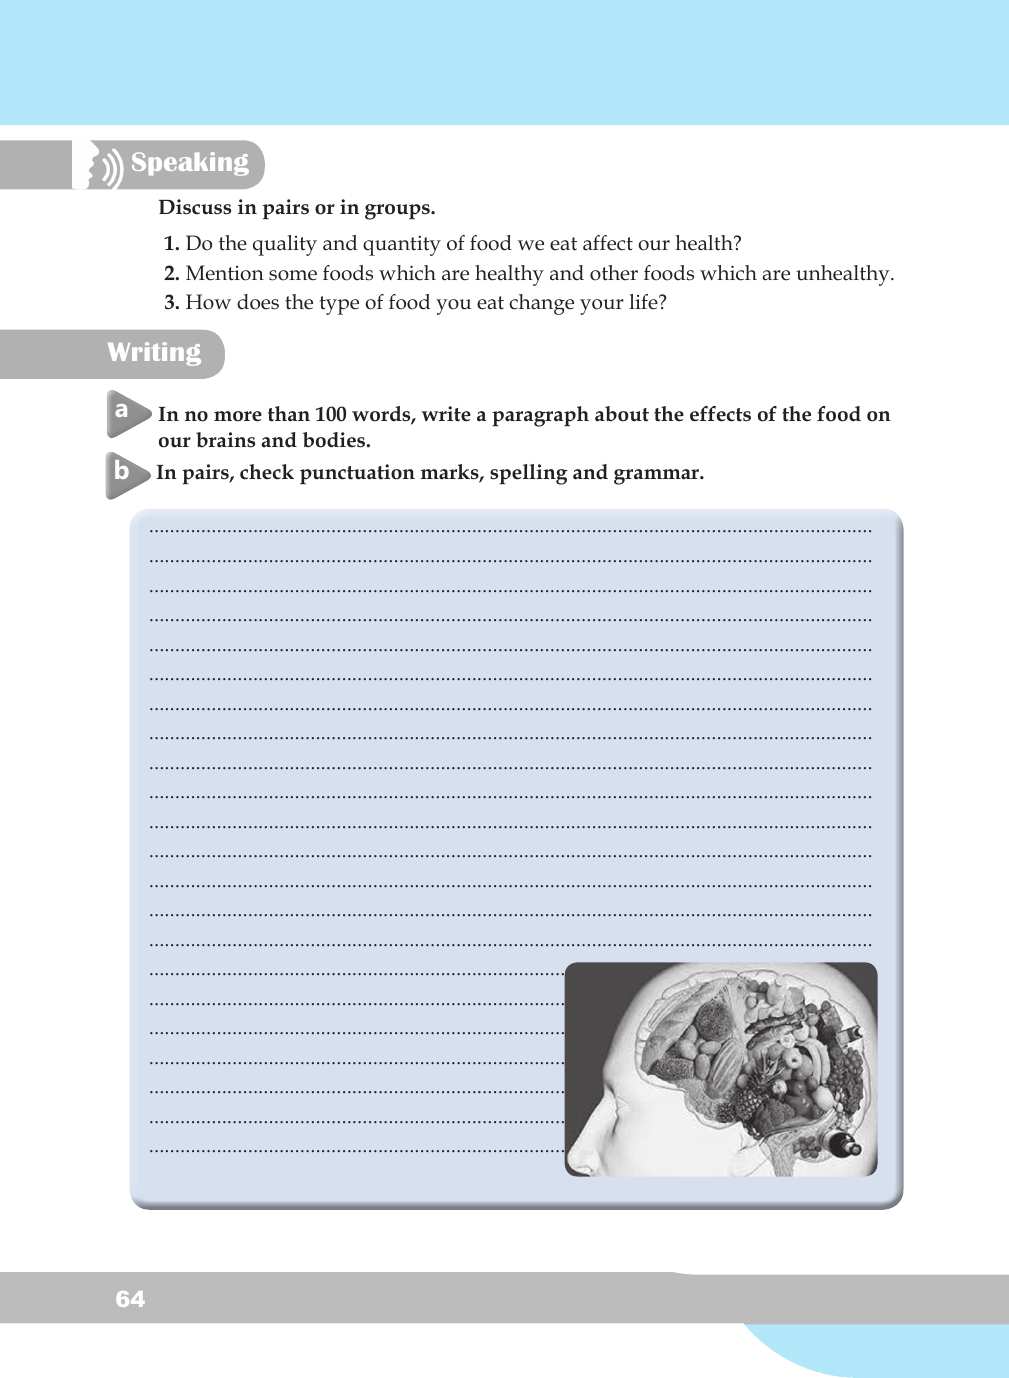 Speaking
Discuss in pairs or in groups.
1. Do the quality and quantity of food we eat affect our health?
2. Mention some foods which are healthy and other foods which are unhealthy.
3. How does the type of food you eat change your life?
Writing
a In no more than 100 words, write a paragraph about the effects of the food on
our brains and bodies.
b In pairs, check punctuation marks, spelling and grammar.
64